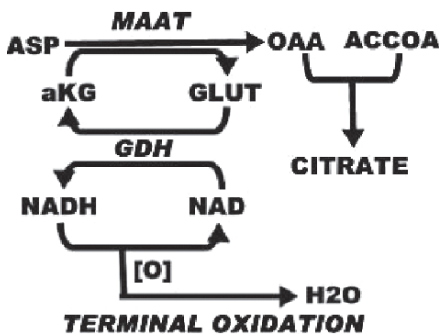 MAAT
ASP OAA ACCOA
aKG GLUT
CITRATE
GDH
NADH NAD
[O]
H2O
TERMINAL OXIDATION